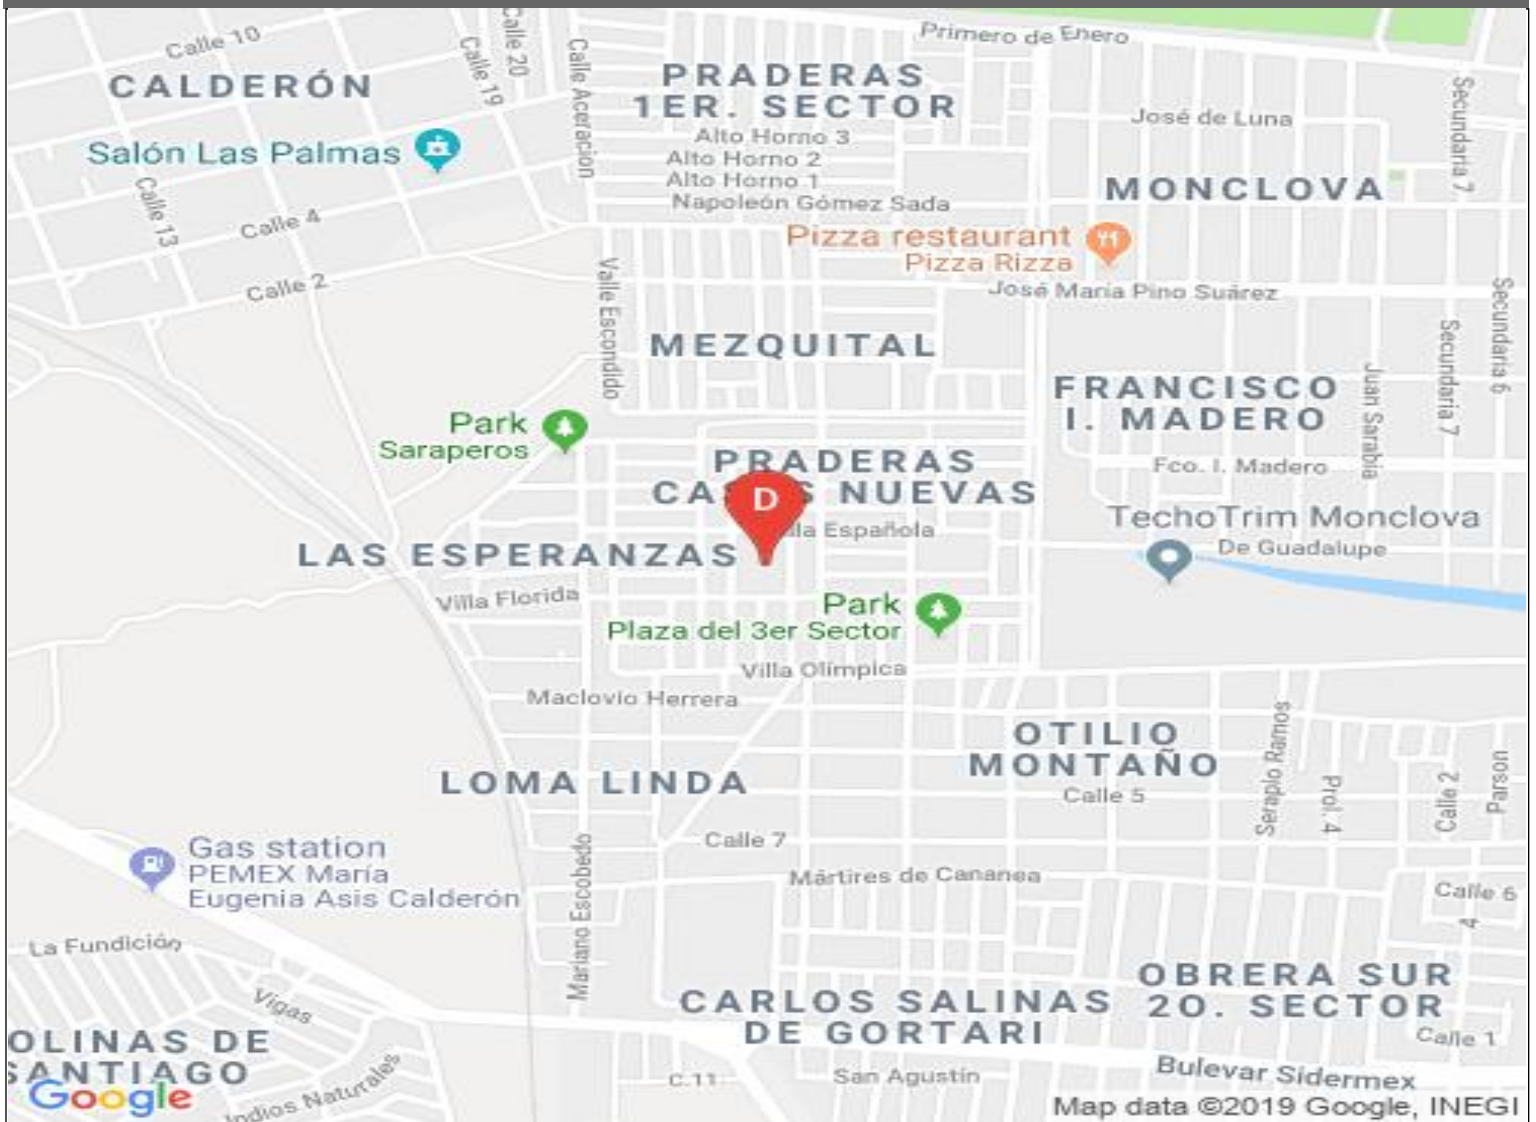 Primero de Enero
Calle 10
Calle 20
Calle 19
Calle Aceracion
CALDERÓN
PRADERAS
1ER. SECTOR
Secundaria 7
José de Luna
Alto Horno 3
Salón Las Palmas
Alto Horno 2
Alto Horno 1
MONCLOVA
Napoleón Gómez Sada
Calle 13
Calle 4
Pizza restaurant
Pizza Rizza
Calle 2
José María Pino Suárez
Valle Escondido
Secundaria 6
MEZQUITAL
Secundaria 7
FRANCISCO
I. MADERO
Juan Sarabia
Park
Saraperos
PRADERAS
Fco. I. Madero
NUEVAS
D
TechoTrim Monclova
Española
De Guadalupe
LAS ESPERANZAS
Villa Florida
Park
Plaza del 3er Sector
Villa Olímpica
Maclovio Herrera
OTILIO
MONTAÑO
Serapio Ramos
LOMA LINDA
Calle 5
Prol. 4
Calle 2
Parson
Calle 7
Gas station
PEMEX María
Eugenia Asis Calderón
Mártires de Cananea
Calle 6
4
Mariano Escobedo
La Fundición
OBRERA SUR
2O. SECTOR
Vigas
CARLOS SALINAS
DE GORTARI
Calle 1
OLINAS DE
SANTIAGO
Bulevar Sidermex
C.11
San Agustín
Google
Indios Naturales
Map data ©2019 Google, INEGI